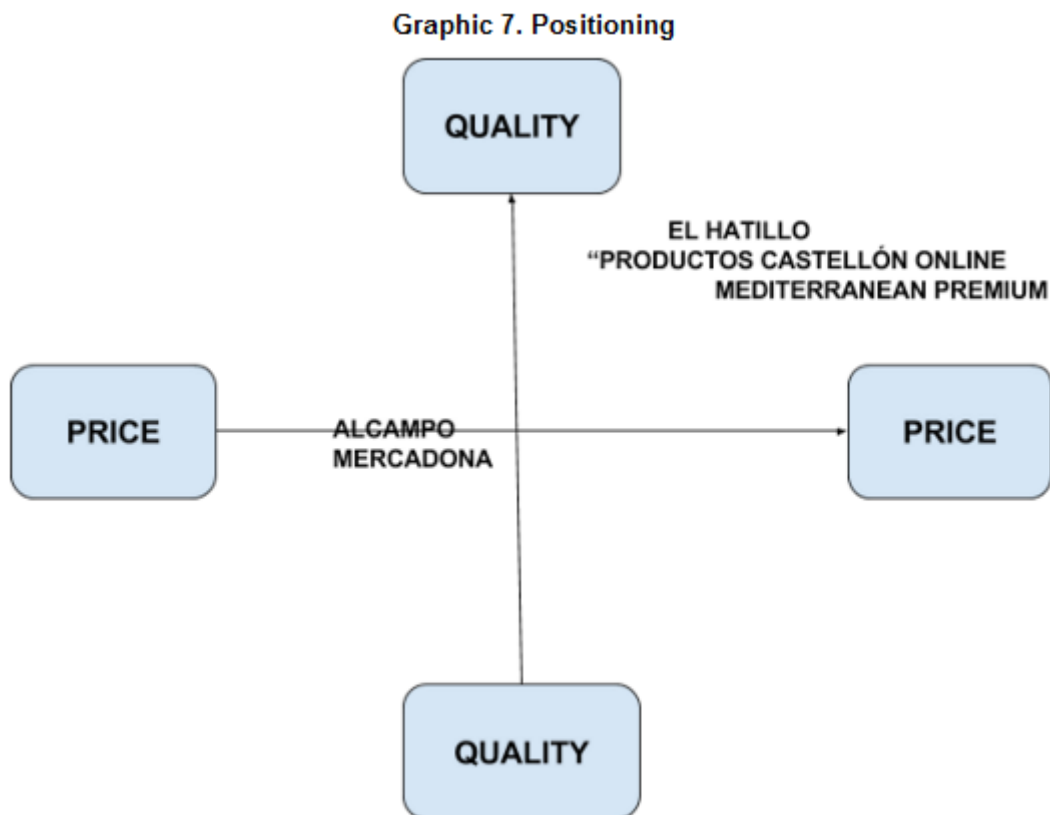 Graphic 7. Positioning
QUALITY
EL HATILLO
“PRODUCTOS CASTELLÓN ONLINE
MEDITERRANEAN PREMIUM
PRICE
ALCAMPO
MERCADONA
PRICE
QUALITY